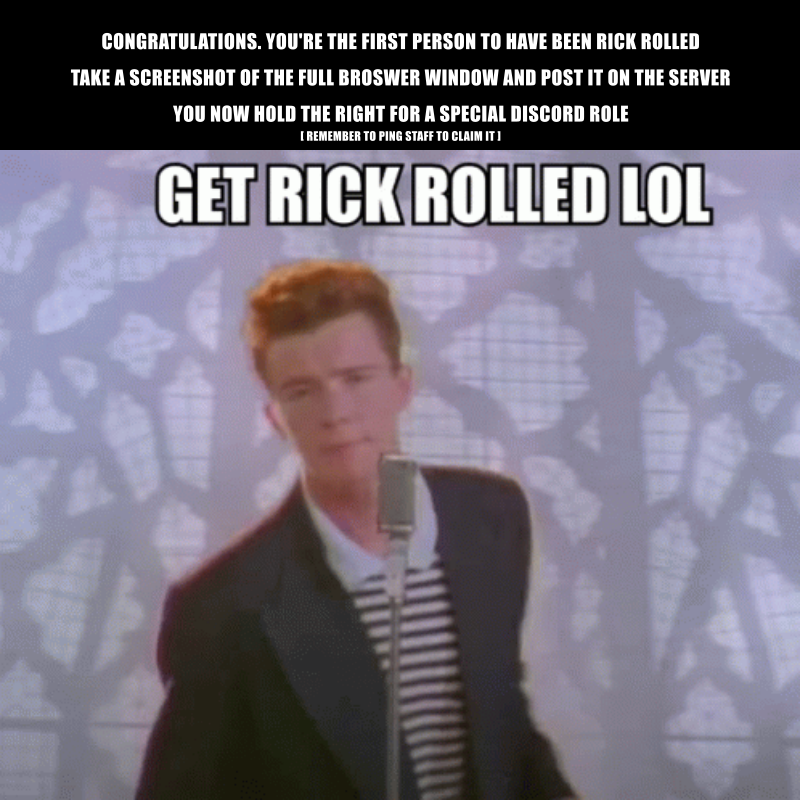 CONGRATULATIONS. YOU'RE THE FIRST PERSON TO HAVE BEEN RICK ROLLED
TAKE A SCREENSHOT OF THE FULL BROSWER WINDOW AND POST IT ON THE SERVER
YOU NOW HOLD THE RIGHT FOR A SPECIAL DISCORD ROLE
[ REMEMBER TO PING STAFF TO CLAIM IT ]
GET RICK ROLLED LOL